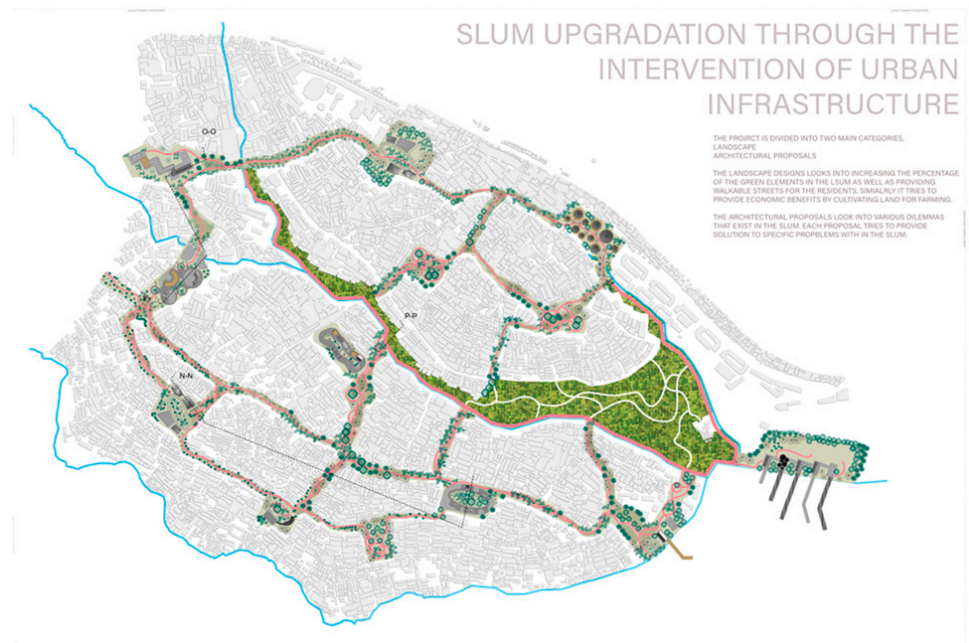 SLUM UPGRADATION THROUGH THE
INTERVENTION OF URBAN
INFRASTRUCTURE
THE PROJRCT IS DIVIDED INTO TWO MAIN CATEGORIES,
LANDSCAPE
ARCHITECTURAL PROPOSALS
THE LANDSCAPE DESIGNS LOOKS INTO INCREASING THE PERCENTAGE
OF THE GREEN ELEMENTS IN THE LSUM AS WELL AS PROVIDING
WALKABLE STREETS FOR THE RESIDENTS. SIMIALRLY IT TRIES TO
PROVIDE ECONOMIC BENEFITS BY CULTIVATING LAND FOR FARMING.
THE ARCHITECTURAL PROPOSALS LOOK INTO VARIOUS DILEMMAS
THAT EXIST IN THE SLUM. EACH PROPOSAL TRIES TO PROVIDE
SOLUTION TO SPECIFIC PROPBLEMS WITH IN THE SLUM.
O-O
P-P
N-N